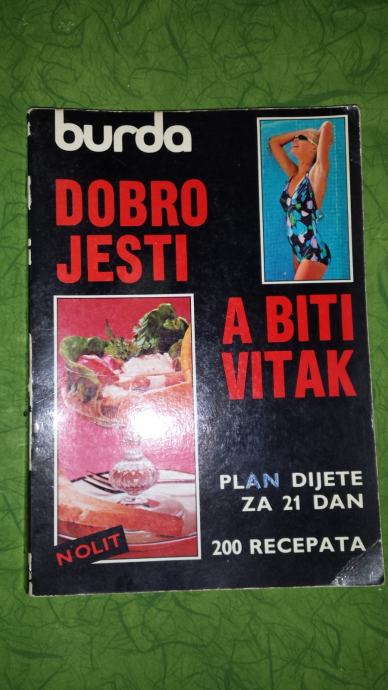 burda
DOBRO
JESTI
A BITI
VITAK
PLAN DIJETE
ZA 21 DAN
200 RECEPATA
NOLIT